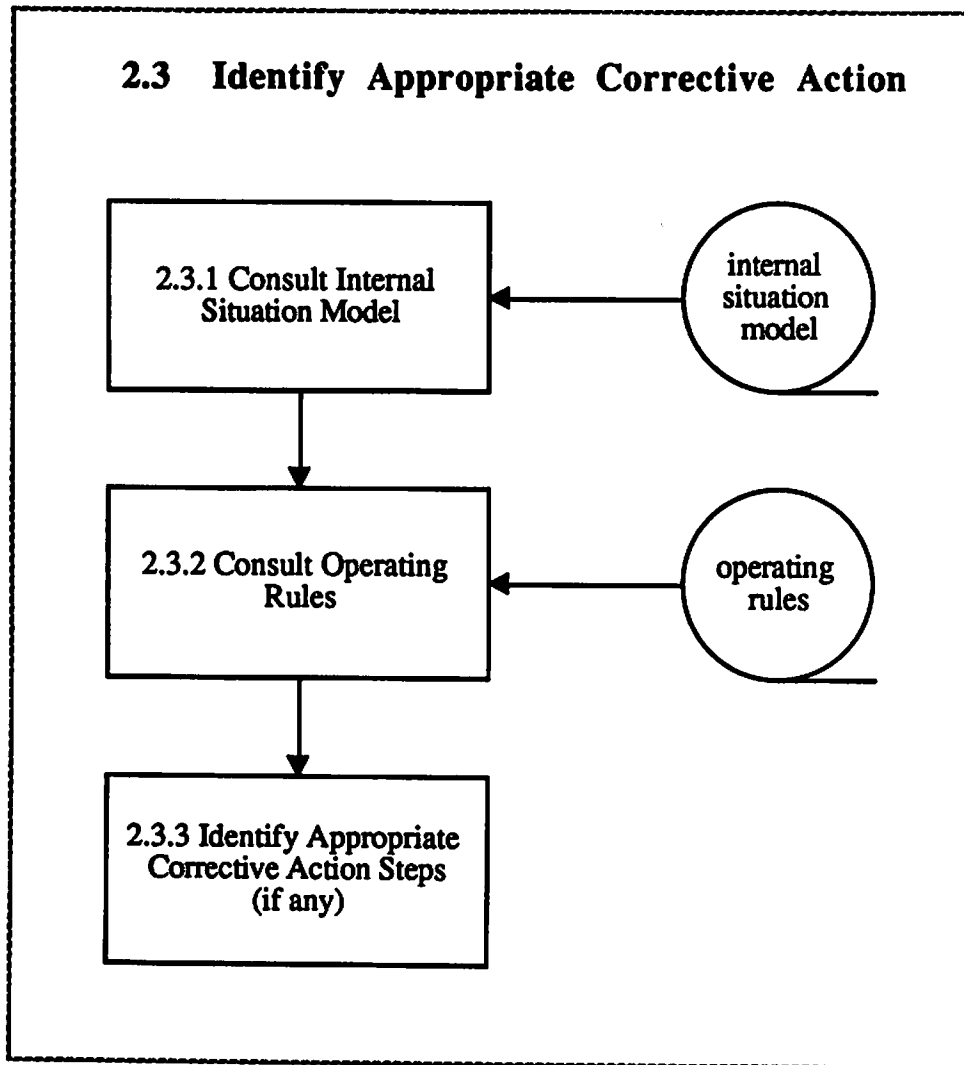 2.3 Identify Appropriate Corrective Action
2.3.1 Consult Internal
Situation Model
internal
situation
model
2.3.2 Consult Operating
Rules
operating
rules
2.3.3 Identify Appropriate
Corrective Action Steps
(if any)